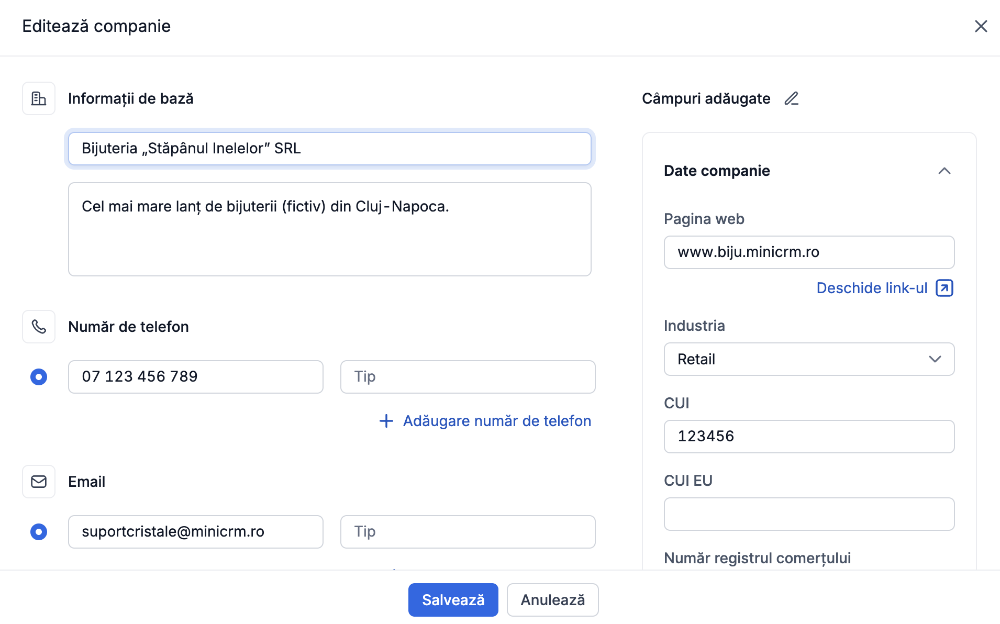 Editează companie
Informații de bază
Bijuteria „Stăpânul Inelelor” SRL
Cel mai mare lanț de bijuterii (fictiv) din Cluj-Napoca.
Număr de telefon
07 123 456 789
Tip
Adăugare număr de telefon
Email
suportcristale@minicrm.ro
Tip
Câmpuri adăugate
Date companie
Pagina web
www.biju.minicrm.ro
Deschide link-ul
Industria
Retail
CUI
123456
CUI EU
Număr registrul comerțului
Salvează
Anulează